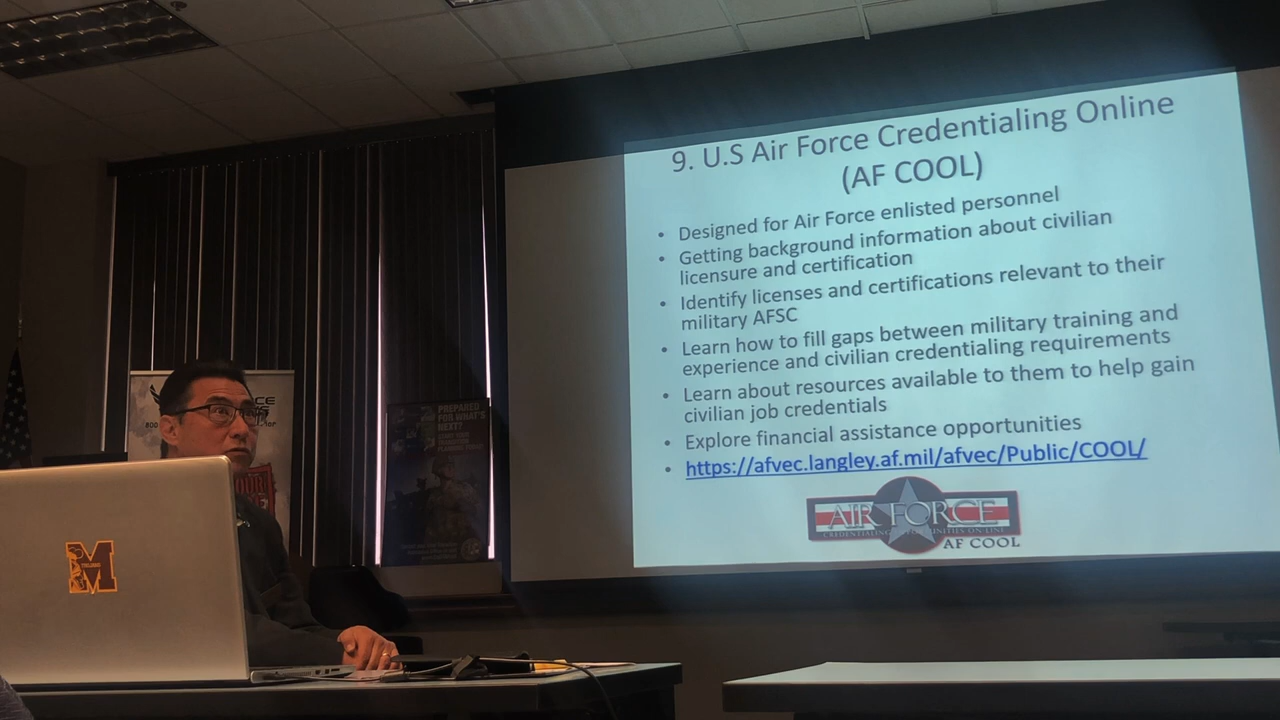 9. U.S Air Force Credentialing Online
(AF COOL)
• Designed for Air Force enlisted personnel
• Getting background information about civilian
licensure and certification
• Identify licenses and certifications relevant to their
military AFSC
• Learn how to fill gaps between military training and
experience and civilian credentialing requirements
• Learn about resources available to them to help gain
civilian job credentials
• Explore financial assistance opportunities
• https://afvec.langley.af.mil/afvec/Public/COOL/
AIR FORCE
AF COOL
PREPARED
FOR WHAT'S
NEXT?
M